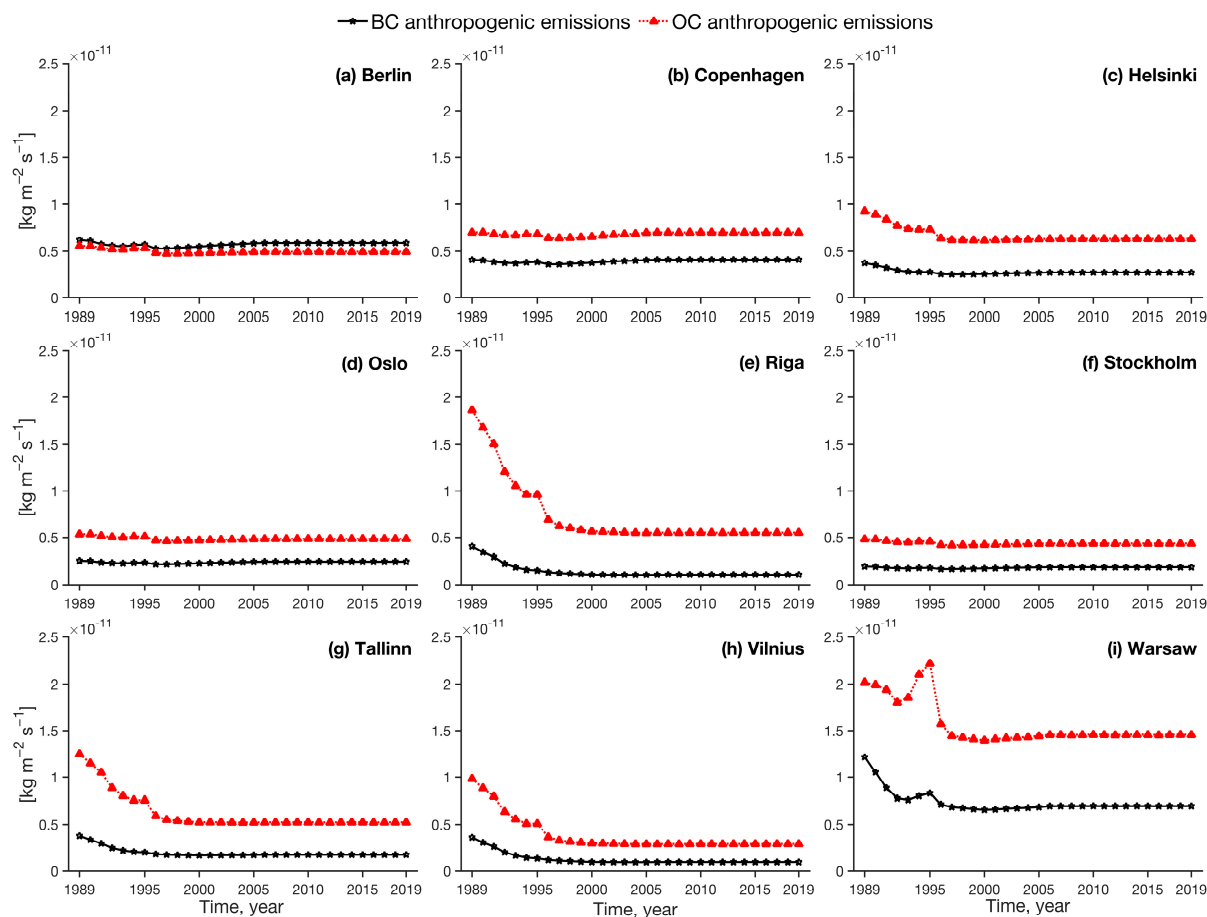 BC anthropogenic emissions OC anthropogenic emissions
×10⁻¹¹ ×10⁻¹¹ ×10⁻¹¹
(a) Berlin (b) Copenhagen (c) Helsinki
2.5 2.5 2.5
2 2 2
1.5 1.5 1.5
1 1 1
0.5 0.5 0.5
0 0 0
[kg m⁻² s⁻¹]
1989 1995 2000 2005 2010 2015 2019 1989 1995 2000 2005 2010 2015 2019 1989 1995 2000 2005 2010 2015 2019
×10⁻¹¹ ×10⁻¹¹ ×10⁻¹¹
(d) Oslo (e) Riga (f) Stockholm
2.5 2.5 2.5
2 2 2
1.5 1.5 1.5
1 1 1
0.5 0.5 0.5
0 0 0
[kg m⁻² s⁻¹]
1989 1995 2000 2005 2010 2015 2019 1989 1995 2000 2005 2010 2015 2019 1989 1995 2000 2005 2010 2015 2019
×10⁻¹¹ ×10⁻¹¹ ×10⁻¹¹
(g) Tallinn (h) Vilnius (i) Warsaw
2.5 2.5 2.5
2 2 2
1.5 1.5 1.5
1 1 1
0.5 0.5 0.5
0 0 0
[kg m⁻² s⁻¹]
1989 1995 2000 2005 2010 2015 2019 1989 1995 2000 2005 2010 2015 2019 1989 1995 2000 2005 2010 2015 2019
Time, year Time, year Time, year